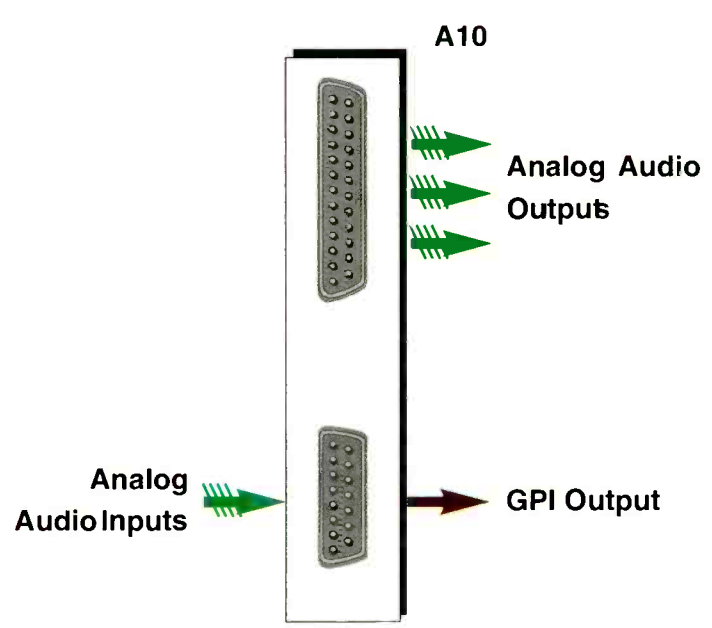 A10
Analog Audio
Outputs
Analog
Audio Inputs
GPI Output